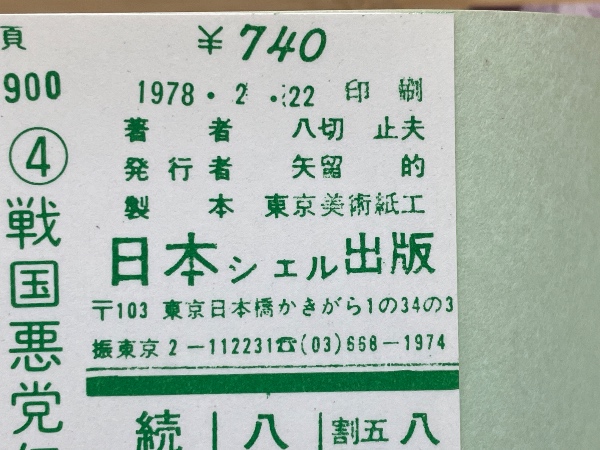 頁
900
④戦国悪党
¥740
1978・2・22 印刷
著者 八切 止夫
発行者 矢留 的
製本 東京美術紙工
日本シェル出版
〒103 東京日本橋かきがら1の34の3
振東京2－112231☎(03)668－1974
続 八 割五 八